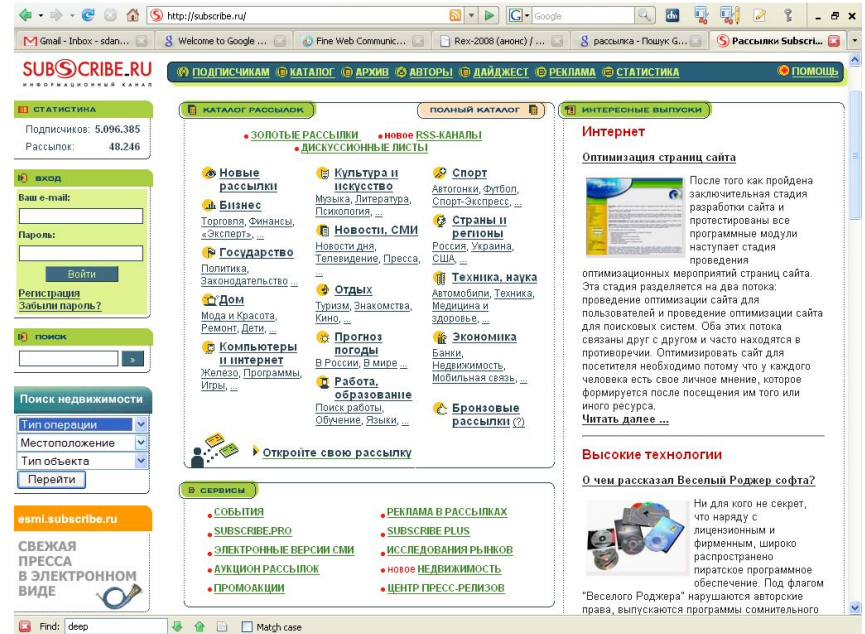 http://subscribe.ru/
Google
Gmail - Inbox - sdan...
Welcome to Google ...
Fine Web Communic...
Rex-2008 (анонс) / ...
рассылка - Пошук G...
Рассылки Subscri...
SUBSCRIBE.RU
ИНФОРМАЦИОННЫЙ КАНАЛ
ПОДПИСЧИКАМ КАТАЛОГ АРХИВ АВТОРЫ ДАЙДЖЕСТ РЕКЛАМА СТАТИСТИКА
ПОМОЩЬ
СТАТИСТИКА
Подписчиков: 5.096.385
Рассылок: 48.246
ВХОД
Ваш e-mail:
Пароль:
Войти
Регистрация
Забыли пароль?
ПОИСК
»
Поиск недвижимости
Тип операции
Местоположение
Тип объекта
Перейти
esmi.subscribe.ru
СВЕЖАЯ
ПРЕССА
В ЭЛЕКТРОННОМ
ВИДЕ
КАТАЛОГ РАССЫЛОК
ПОЛНЫЙ КАТАЛОГ
ЗОЛОТЫЕ РАССЫЛКИ
новое RSS-КАНАЛЫ
ДИСКУССИОННЫЕ ЛИСТЫ
Новые
рассылки
Бизнес
Торговля, Финансы,
«Эксперт», ...
Государство
Политика,
Законодательство ...
Дом
Мода и Красота,
Ремонт, Дети, ...
Компьютеры
и интернет
Железо, Программы,
Игры, ...
Культура и
искусство
Музыка, Литература,
Психология, ...
Новости, СМИ
Новости дня,
Телевидение, Пресса,
...
Отдых
Туризм, Знакомства,
Кино, ...
Прогноз
погоды
В России, В мире ...
Работа,
образование
Поиск работы,
Обучение, Языки, ...
Спорт
Автогонки, Футбол,
Спорт-Экспресс, ...
Страны и
регионы
Россия, Украина,
США, ...
Техника, наука
Автомобили, Техника,
Медицина и
здоровье, ...
Экономика
Банки,
Недвижимость,
Мобильная связь, ...
Бронзовые
рассылки (?)
Откройте свою рассылку
СЕРВИСЫ
СОБЫТИЯ
SUBSCRIBE.PRO
ЭЛЕКТРОННЫЕ ВЕРСИИ СМИ
АУКЦИОН РАССЫЛОК
ПРОМОАКЦИИ
РЕКЛАМА В РАССЫЛКАХ
SUBSCRIBE PLUS
ИССЛЕДОВАНИЯ РЫНКОВ
новое НЕДВИЖИМОСТЬ
ЦЕНТР ПРЕСС-РЕЛИЗОВ
ИНТЕРЕСНЫЕ ВЫПУСКИ
Интернет
Оптимизация страниц сайта
После того как пройдена
заключительная стадия
разработки сайта и
протестированы все
программные модули
наступает стадия
проведения
оптимизационных мероприятий страниц сайта.
Эта стадия разделяется на два потока:
проведение оптимизации сайта для
пользователей и проведение оптимизации сайта
для поисковых систем. Оба этих потока
связаны друг с другом и часто находятся в
противоречии. Оптимизировать сайт для
посетителя необходимо потому что у каждого
человека есть свое личное мнение, которое
формируется после посещения им того или
иного ресурса.
Читать далее ...
Высокие технологии
О чем рассказал Веселый Роджер софта?
Ни для кого не секрет,
что наряду с
лицензионным и
фирменным, широко
распространено
пиратское программное
обеспечение. Под флагом
"Веселого Роджера" нарушаются авторские
права, выпускаются программы сомнительного
Find: deep
Match case